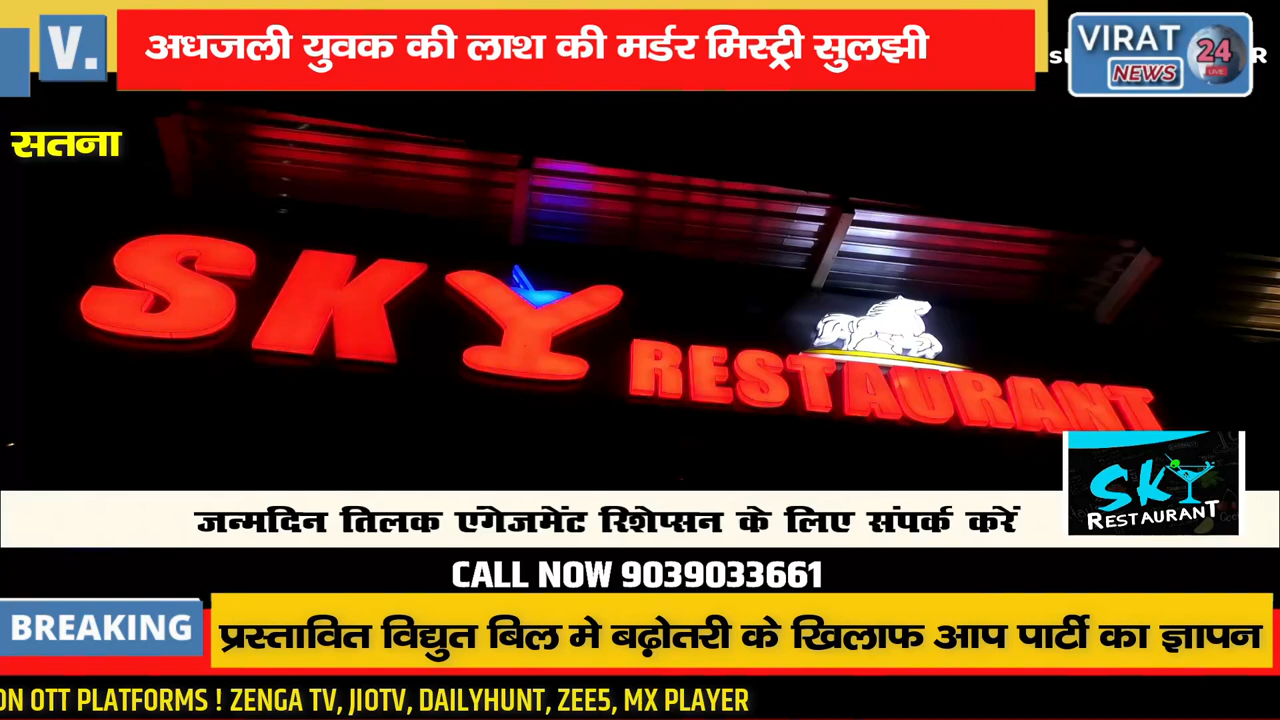 V.
अधजली युवक की लाश की मर्डर मिस्ट्री सुलझी
VIRAT
24
LIVE
NEWS
सतना
SKY
RESTAURANT
SKY
RESTAURANT
जन्मदिन तिलक एंगेजमेंट रिशेप्सन के लिए संपर्क करें
CALL NOW 9039033661
BREAKING
प्रस्तावित विद्युत बिल मे बढ़ोतरी के खिलाफ आप पार्टी का ज्ञापन
ON OTT PLATFORMS ! ZENGA TV, JIOTV, DAILYHUNT, ZEE5, MX PLAYER